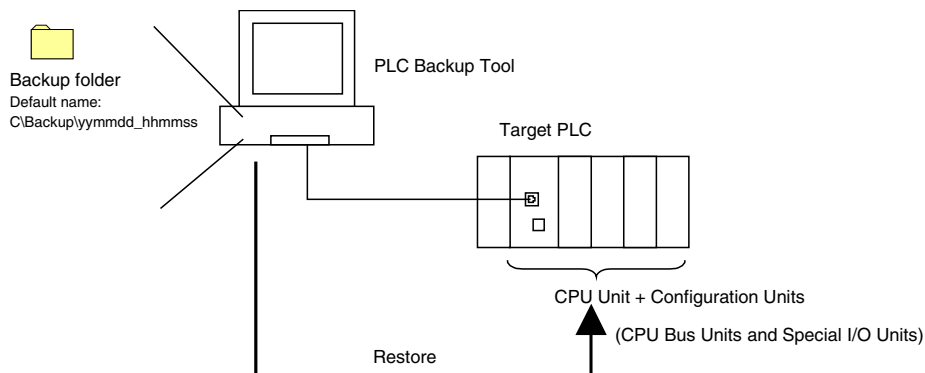 Backup folder
Default name:
C\Backup\yymmdd_hhmmss
PLC Backup Tool
Target PLC
CPU Unit + Configuration Units
(CPU Bus Units and Special I/O Units)
Restore